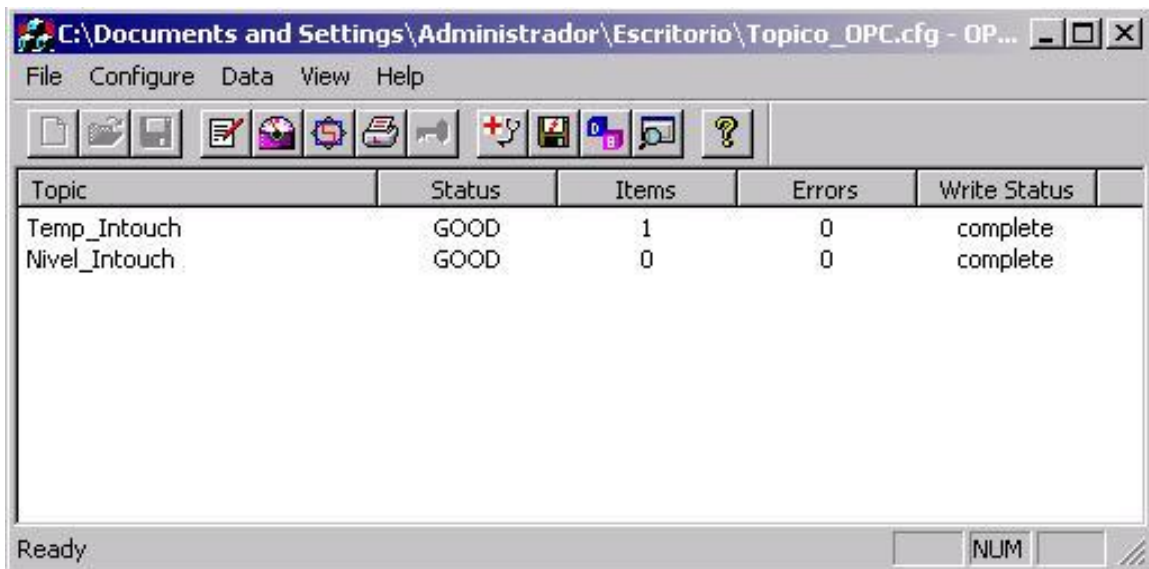 C:\Documents and Settings\Administrador\Escritorio\Topico_OPC.cfg - OP...
File Configure Data View Help
Topic Status Items Errors Write Status
Temp_Intouch GOOD 1 0 complete
Nivel_Intouch GOOD 0 0 complete
Ready NUM